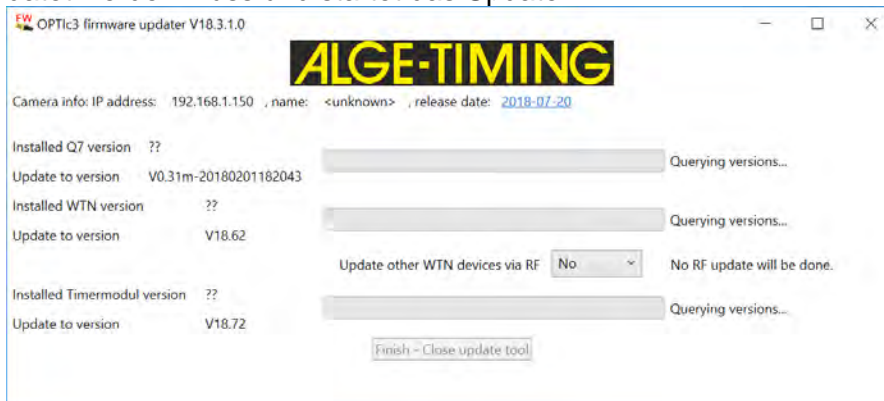 FW OPTIc3 firmware updater V18.3.1.0
ALGE-TIMING
Camera info: IP address: 192.168.1.150 , name: <unknown> , release date: 2018-07-20
Installed Q7 version ??
Querying versions...
Update to version V0.31m-20180201182043
Installed WTN version ??
Querying versions...
Update to version V18.62
Update other WTN devices via RF No No RF update will be done.
Installed Timermodul version ??
Querying versions...
Update to version V18.72
Finish - Close update tool